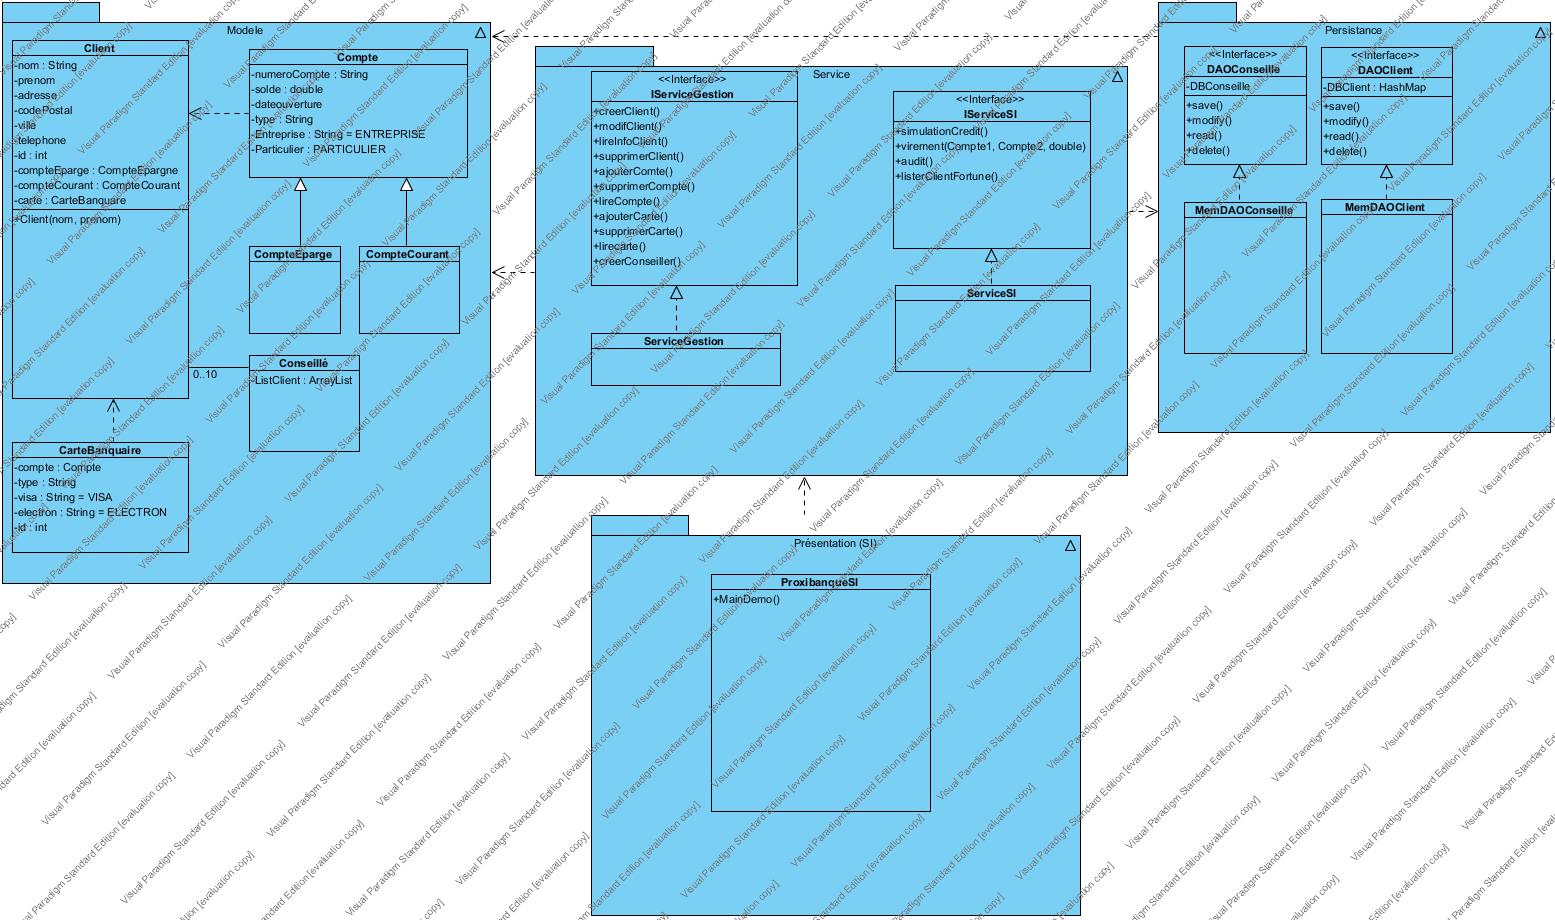 Modele
Client
-nom : String
-prenom
-adresse
-codePostal
-ville
-telephone
-id : int
-compteEparge : CompteEpargne
-compteCourant : CompteCourant
-carte : CarteBanquaire
+Client(nom, prenom)
Compte
-numeroCompte : String
-solde : double
-dateouverture
-type : String
-Entreprise : String = ENTREPRISE
-Particulier : PARTICULIER
CompteEparge
CompteCourant
Conseillé
-ListClient : ArrayList
0..10
CarteBanquaire
-compte : Compte
-type : String
-visa : String = VISA
-electron : String = ELECTRON
-id : int
Service
<<Interface>>
IServiceGestion
+creerClient()
+modifClient()
+lireInfoClient()
+supprimerClient()
+ajouterComte()
+supprimerCompte()
+lireCompte()
+ajouterCarte()
+supprimerCarte()
+lirecarte()
+creerConseiller()
ServiceGestion
<<Interface>>
IServiceSI
+simulationCredit()
+virement(Compte1, Compte2, double)
+audit()
+listerClientFortune()
ServiceSI
Persistance
<<Interface>>
DAOConseille
-DBConseille
+save()
+modify()
+read()
+delete()
MemDAOConseille
<<Interface>>
DAOClient
-DBClient : HashMap
+save()
+modify()
+read()
+delete()
MemDAOClient
Présentation (SI)
ProxibanqueSI
+MainDemo()
Visual Paradigm Standard Edition [evaluation copy]